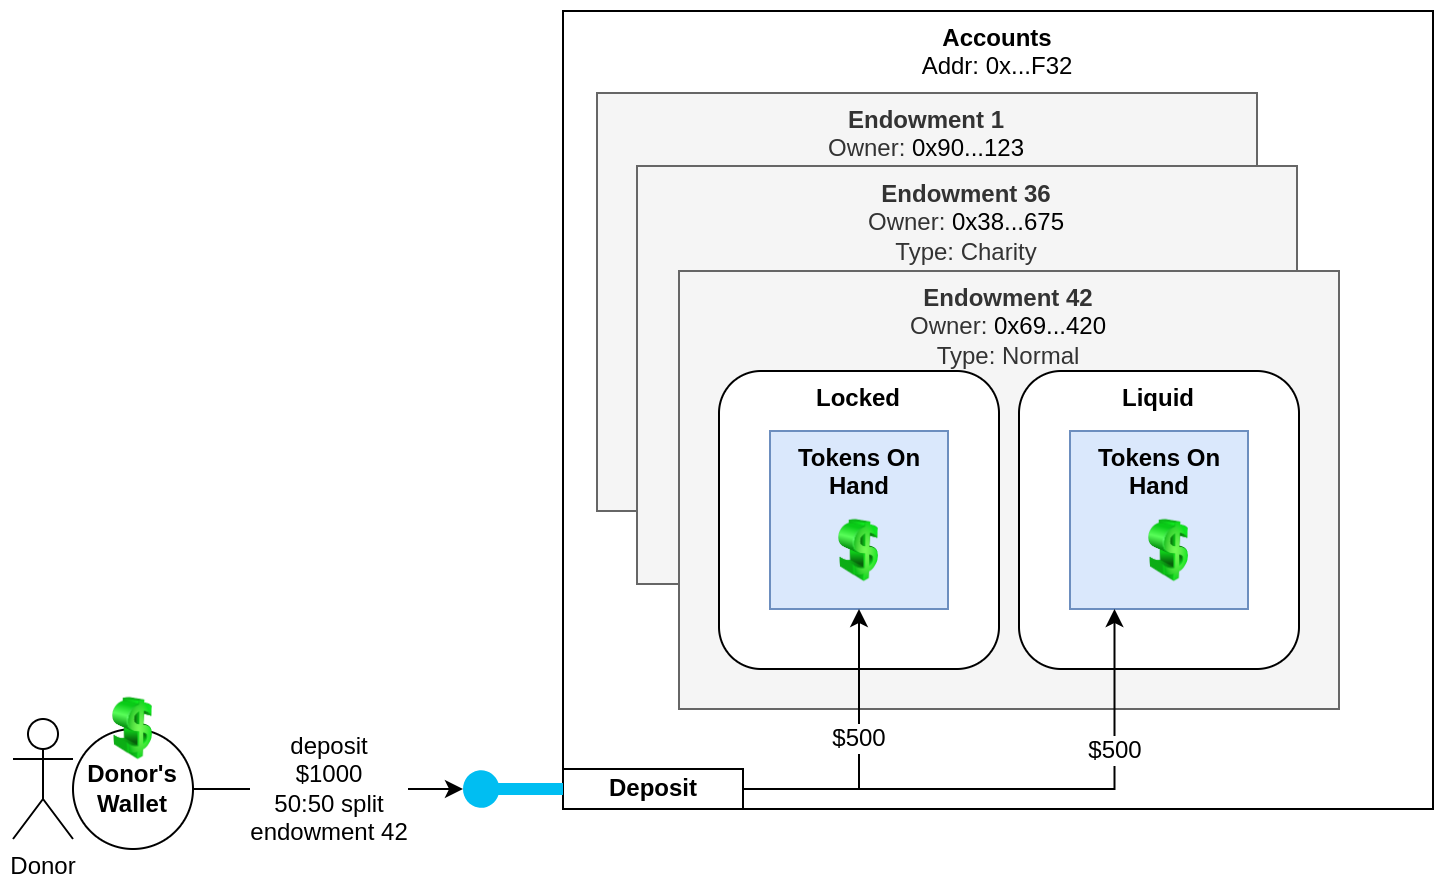 Accounts
Addr: 0x...F32
Endowment 1
Owner: 0x90...123
Endowment 36
Owner: 0x38...675
Type: Charity
Endowment 42
Owner: 0x69...420
Type: Normal
Locked
Liquid
Tokens On
Hand
Tokens On
Hand
$500
$500
Deposit
deposit
$1000
50:50 split
endowment 42
Donor's
Wallet
Donor